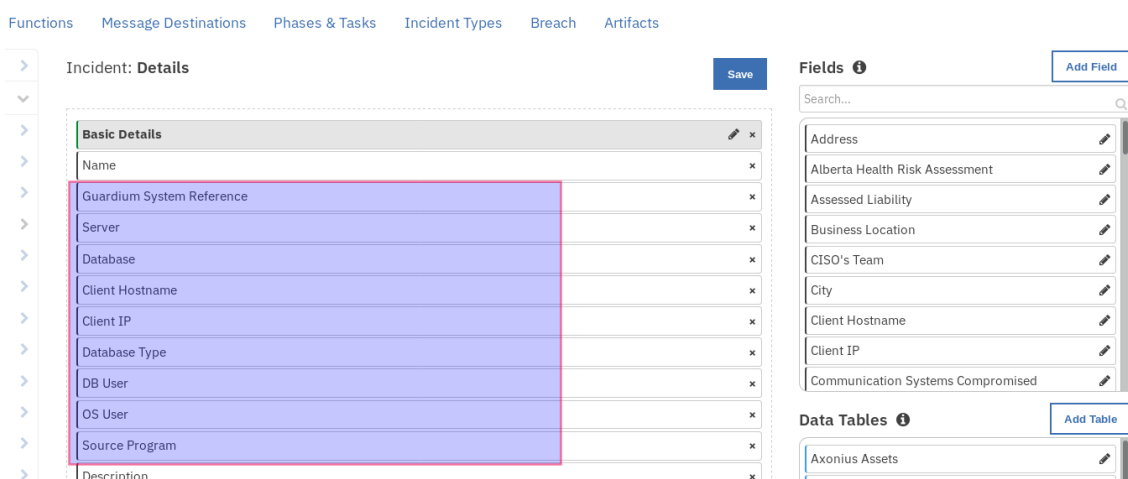 Functions Message Destinations Phases & Tasks Incident Types Breach Artifacts
Incident: Details
Save
Basic Details
Name
Guardium System Reference
Server
Database
Client Hostname
Client IP
Database Type
DB User
OS User
Source Program
Description
Fields
Add Field
Search...
Address
Alberta Health Risk Assessment
Assessed Liability
Business Location
CISO's Team
City
Client Hostname
Client IP
Communication Systems Compromised
Data Tables
Add Table
Axonius Assets